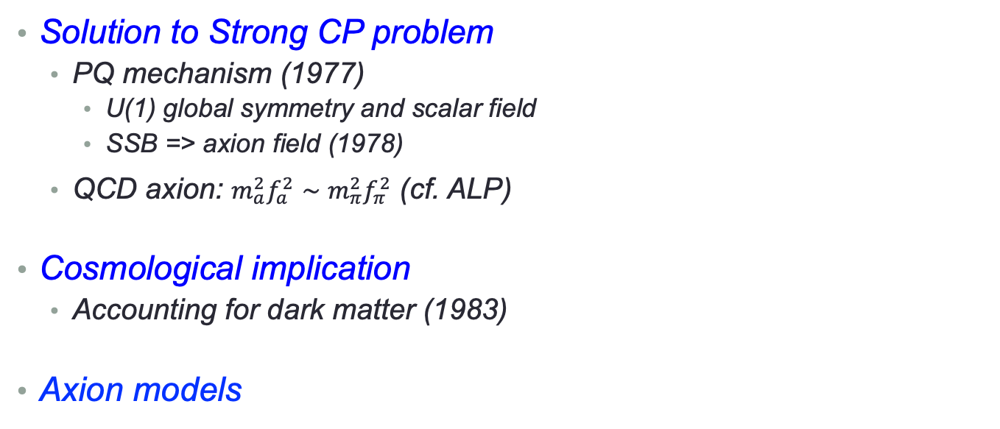 • Solution to Strong CP problem
• PQ mechanism (1977)
• U(1) global symmetry and scalar field
• SSB => axion field (1978)
• QCD axion: $m_a^2 f_a^2 \sim m_\pi^2 f_\pi^2$ (cf. ALP)
• Cosmological implication
• Accounting for dark matter (1983)
• Axion models